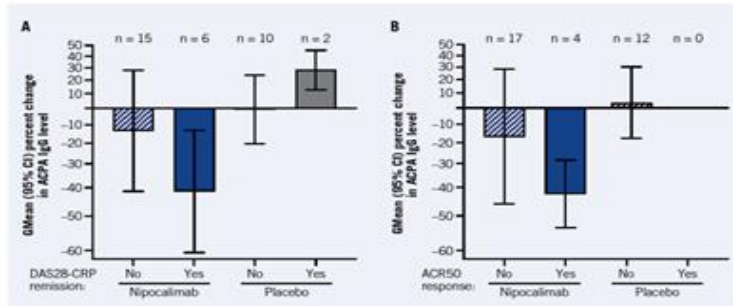 A
n = 15 n = 6 n = 10 n = 2
GMean (95% CI) percent change
in ACPA IgG level
50
40
30
20
10
−10
−20
−30
−40
−50
−60
DAS28-CRP
remission:
No Yes No Yes
Nipocalimab Placebo
B
n = 17 n = 4 n = 12 n = 0
GMean (95% CI) percent change
in ACPA IgG level
50
40
30
20
10
−10
−20
−30
−40
−50
−60
ACR50
response:
No Yes No Yes
Nipocalimab Placebo